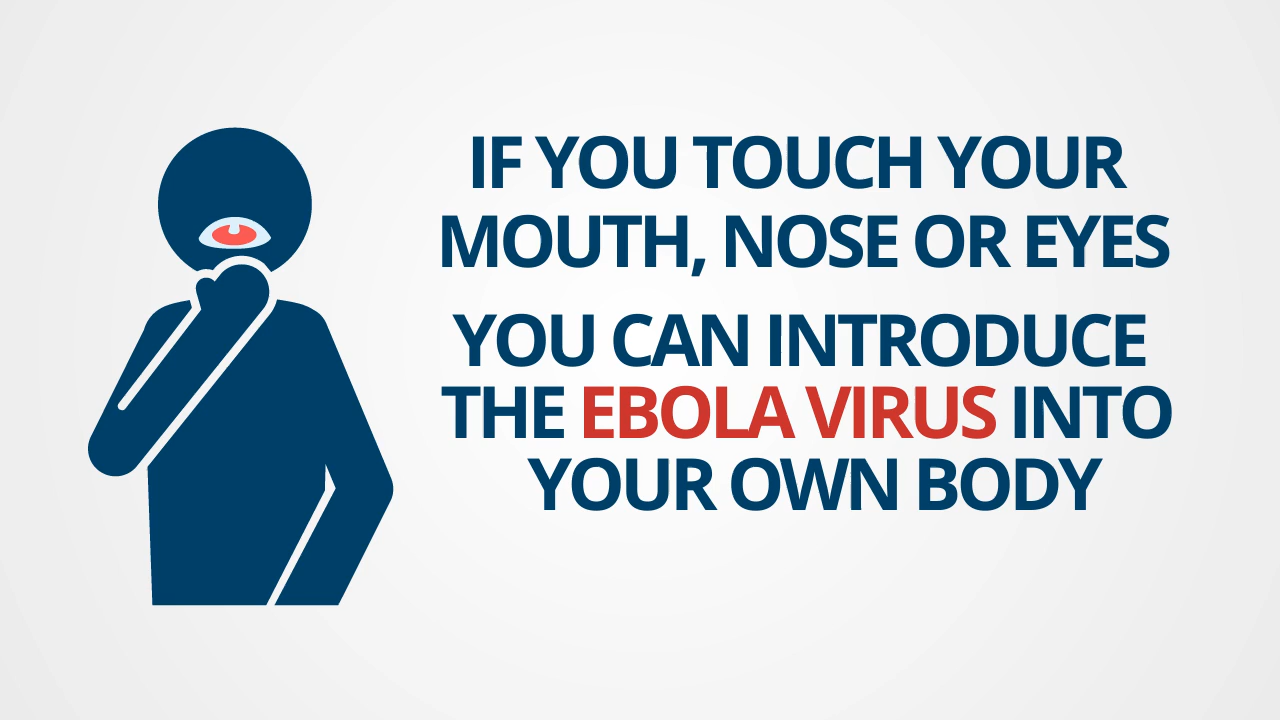 IF YOU TOUCH YOUR
MOUTH, NOSE OR EYES
YOU CAN INTRODUCE
THE EBOLA VIRUS INTO
YOUR OWN BODY